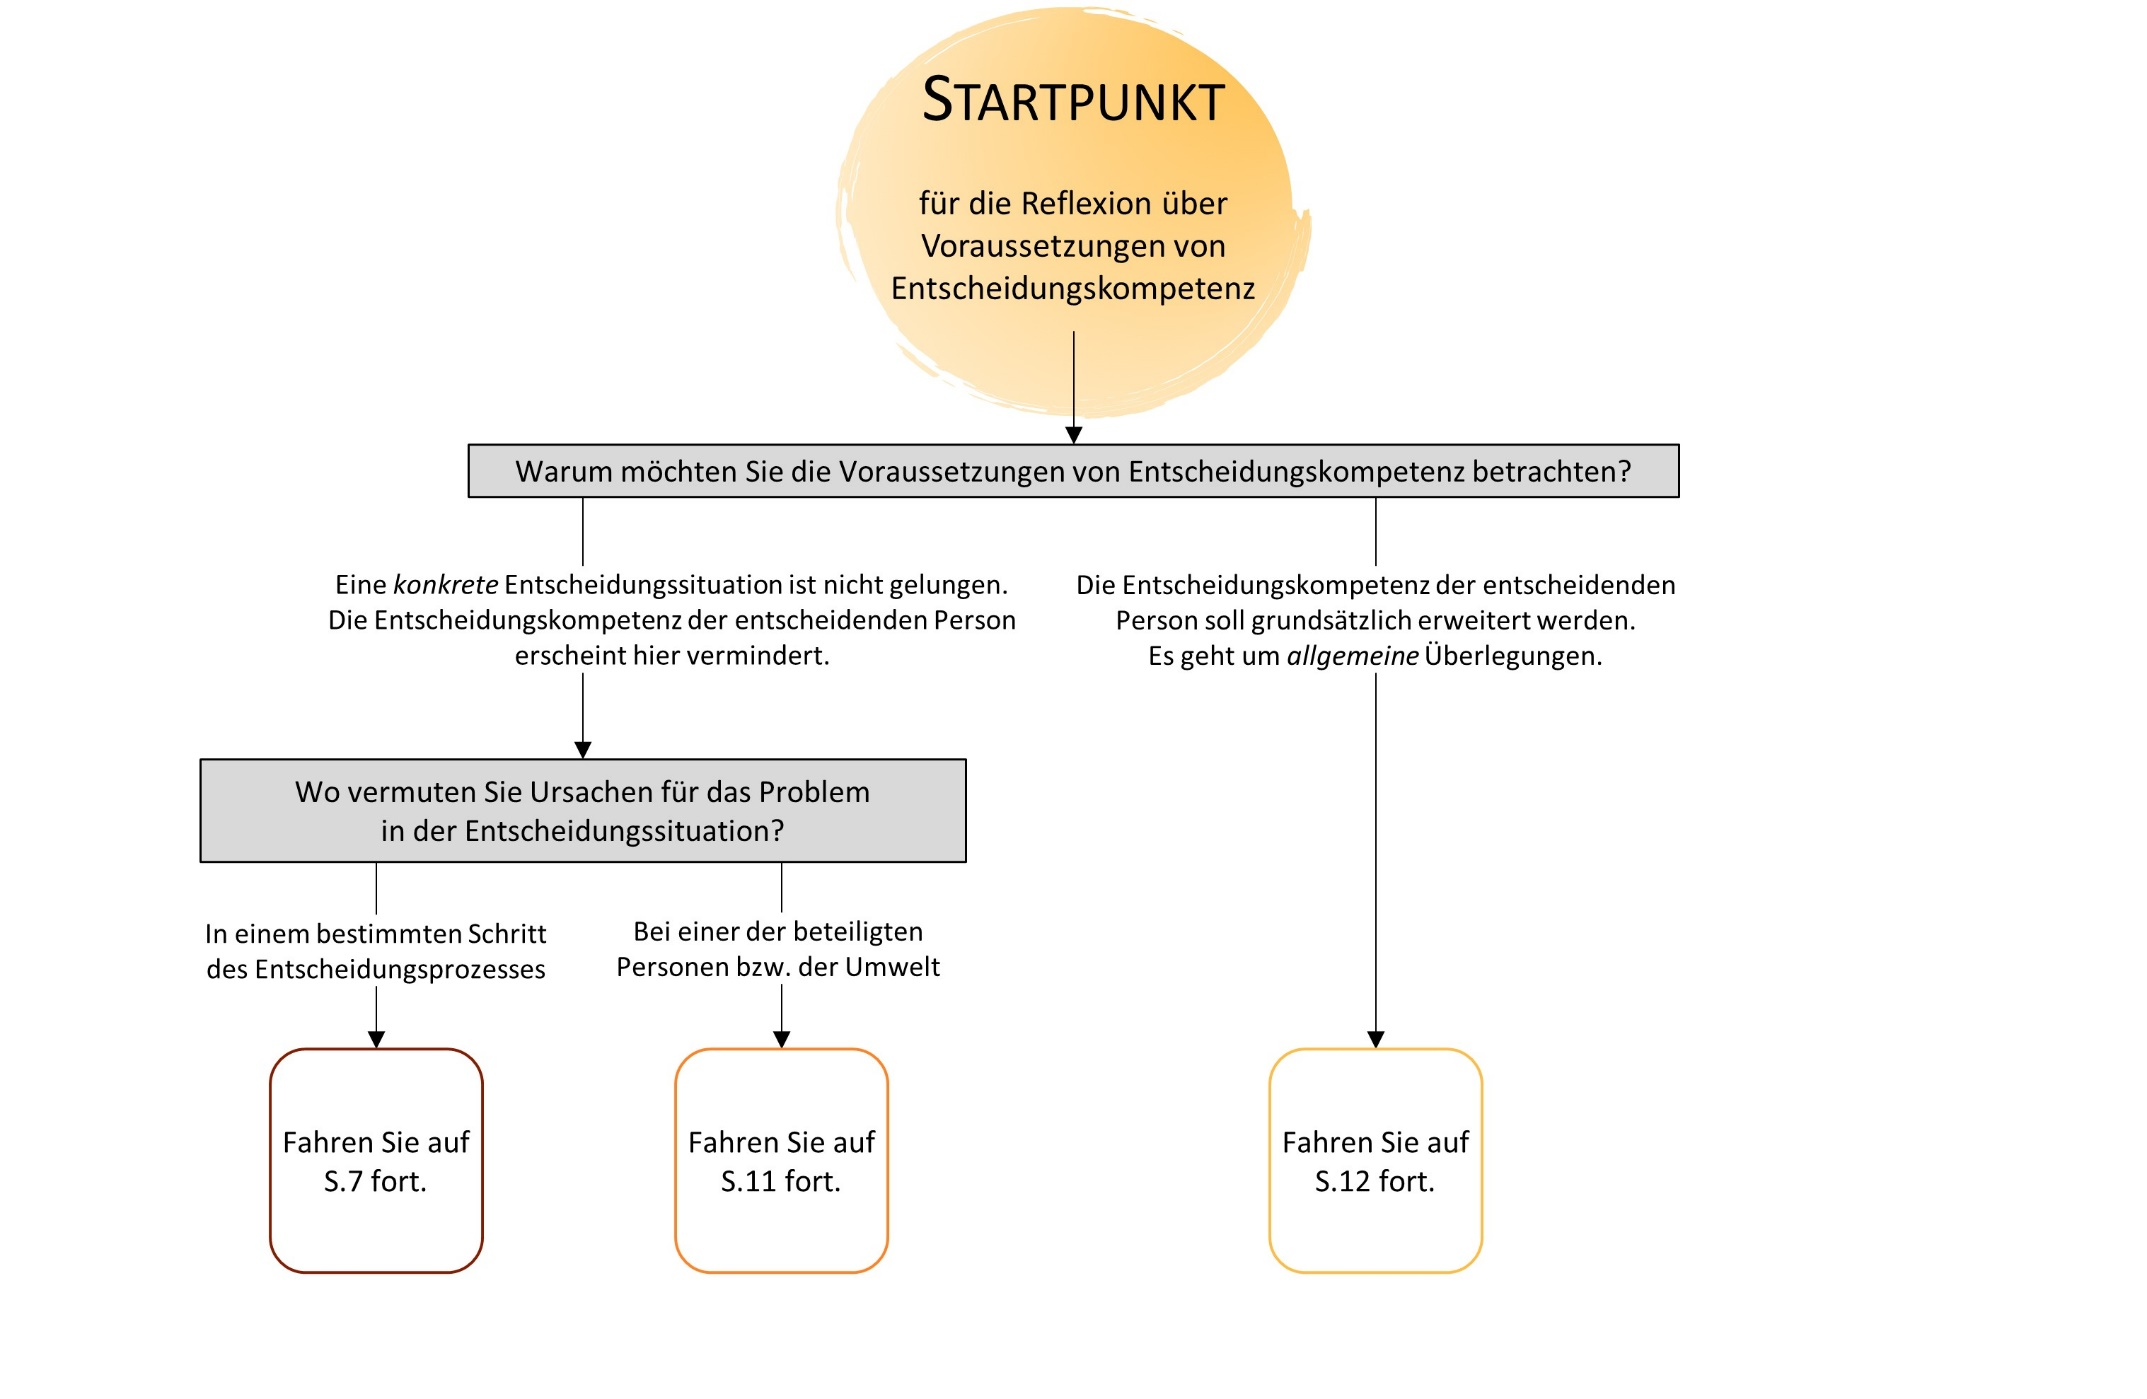 STARTPUNKT
für die Reflexion über
Voraussetzungen von
Entscheidungskompetenz
Warum möchten Sie die Voraussetzungen von Entscheidungskompetenz betrachten?
Eine konkrete Entscheidungssituation ist nicht gelungen.
Die Entscheidungskompetenz der entscheidenden Person
erscheint hier vermindert.
Die Entscheidungskompetenz der entscheidenden
Person soll grundsätzlich erweitert werden.
Es geht um allgemeine Überlegungen.
Wo vermuten Sie Ursachen für das Problem
in der Entscheidungssituation?
In einem bestimmten Schritt
des Entscheidungsprozesses
Bei einer der beteiligten
Personen bzw. der Umwelt
Fahren Sie auf
S.7 fort.
Fahren Sie auf
S.11 fort.
Fahren Sie auf
S.12 fort.